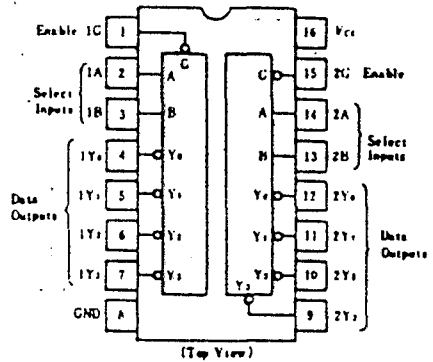 Enable 1G 1 16 Vcc
G
1A 2 A G 15 2G Enable
Select Inputs
1B 3 B A 14 2A
Select Inputs
1Y₀ 4 Y₀ B 13 2B
Data Outputs
1Y₁ 5 Y₁ Y₀ 12 2Y₀
1Y₂ 6 Y₂ Y₁ 11 2Y₁
Data Outputs
1Y₃ 7 Y₃ Y₂ 10 2Y₂
Y₃
GND 8 9 2Y₃
(Top View)